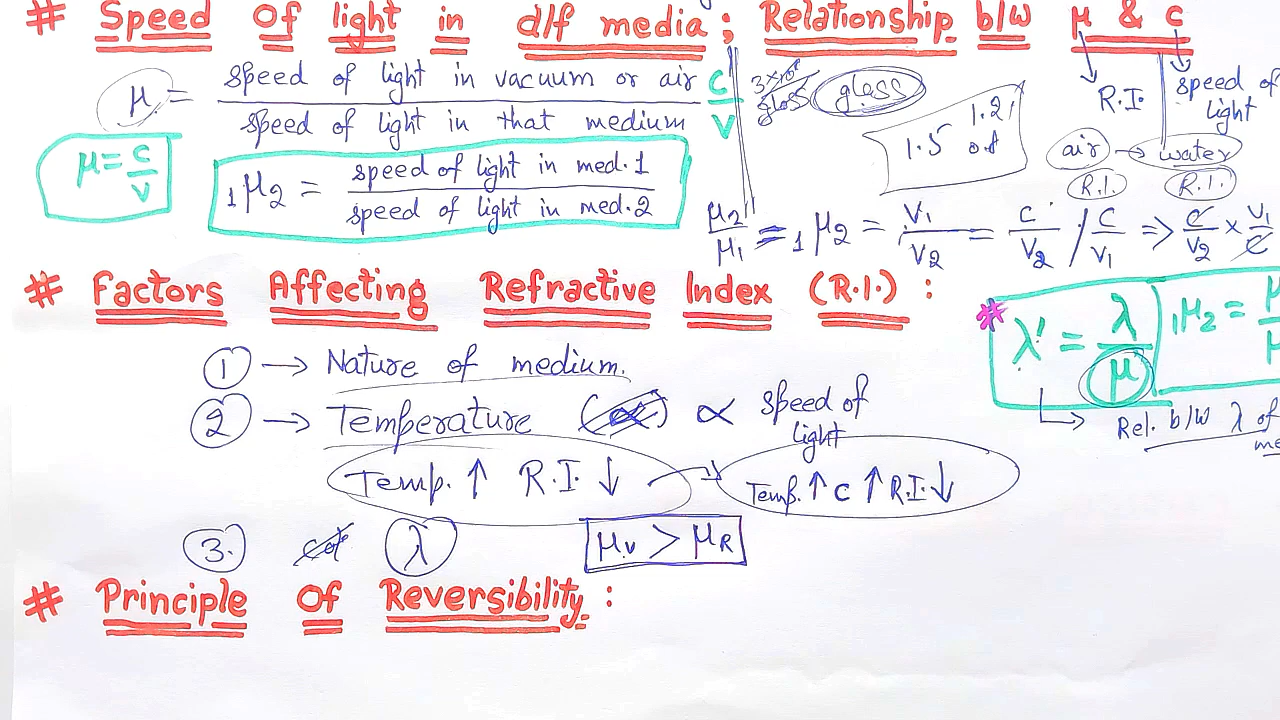 # Speed Of light in d/f media ; Relationship b/w μ & c
μ = speed of light in vacuum or air / speed of light in that medium
C / V
μ = c / v
₁μ₂ = speed of light in med. 1 / speed of light in med. 2
glass
1.5
R.I.
speed of light
air → water
R.I. R.I.
μ₂ / μ₁ = ₁μ₂ = V₁ / V₂ = C / V₂ / C / V₁ ⇒ c / V₂ × V₁ / c
# Factors Affecting Refractive Index (R.I.) :
* λ' = λ / μ | ₁μ₂ =
↳ Rel. b/w λ of
① → Nature of medium.
② → Temperature ∝ speed of light
Temp. ↑ R.I. ↓ → Temp. ↑ C ↑ R.I. ↓
3. λ μv > μR
# Principle Of Reversibility :